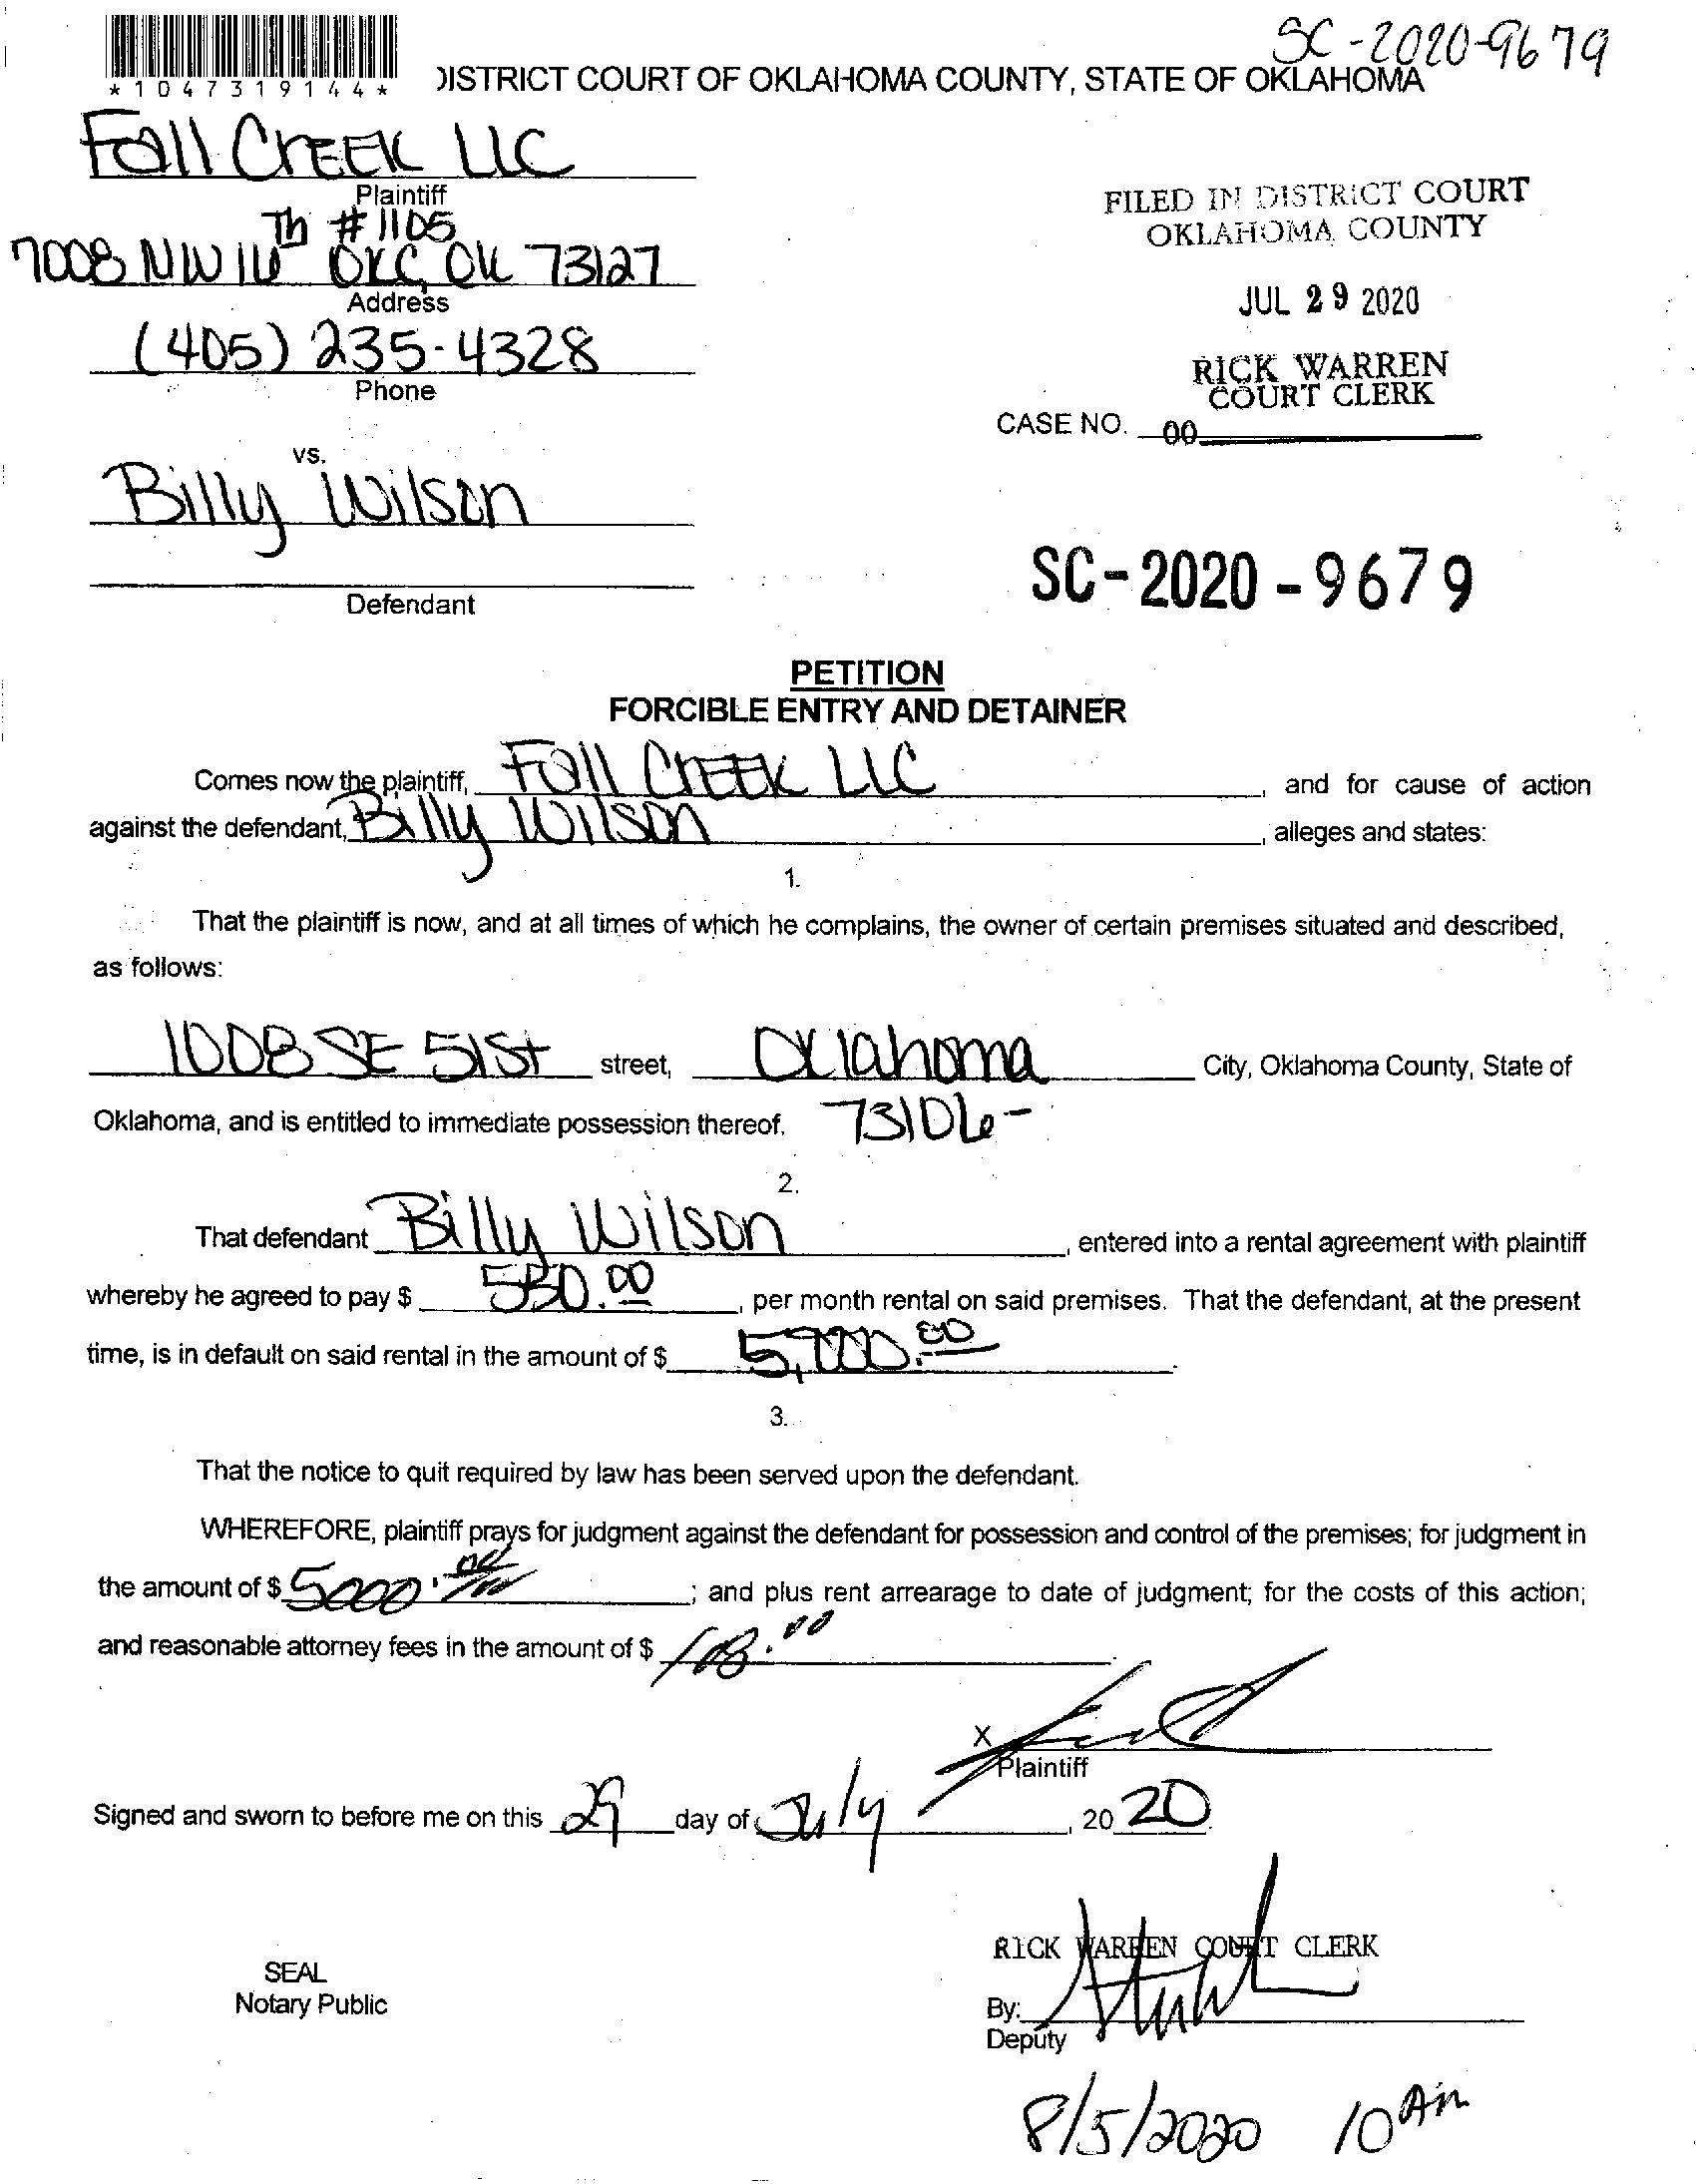 SC-2020-9679
*1047319144*
DISTRICT COURT OF OKLAHOMA COUNTY, STATE OF OKLAHOMA
Fall Creek LLC
Plaintiff
7008 NW 16th #1105 OKC, OK 73127
Address
(405) 235-4328
Phone
FILED IN DISTRICT COURT
OKLAHOMA COUNTY
JUL 29 2020
RICK WARREN
COURT CLERK
CASE NO. 00
vs.
Billy Wilson
Defendant
SC-2020-9679
PETITION
FORCIBLE ENTRY AND DETAINER
Comes now the plaintiff, Fall Creek LLC, and for cause of action
against the defendant, Billy Wilson, alleges and states:
1.
That the plaintiff is now, and at all times of which he complains, the owner of certain premises situated and described,
as follows:
1008 SE 51st street, Oklahoma City, Oklahoma County, State of
Oklahoma, and is entitled to immediate possession thereof. 73106-
2.
That defendant Billy Wilson, entered into a rental agreement with plaintiff
whereby he agreed to pay $ .00, per month rental on said premises. That the defendant, at the present
time, is in default on said rental in the amount of $ 5,000.00.
3.
That the notice to quit required by law has been served upon the defendant.
WHEREFORE, plaintiff prays for judgment against the defendant for possession and control of the premises; for judgment in
the amount of $ 5000.00; and plus rent arrearage to date of judgment; for the costs of this action;
and reasonable attorney fees in the amount of $
X
Plaintiff
Signed and sworn to before me on this 29 day of July, 2020.
RICK WARREN COURT CLERK
SEAL
Notary Public
By:
Deputy
8/5/2020 10 Am